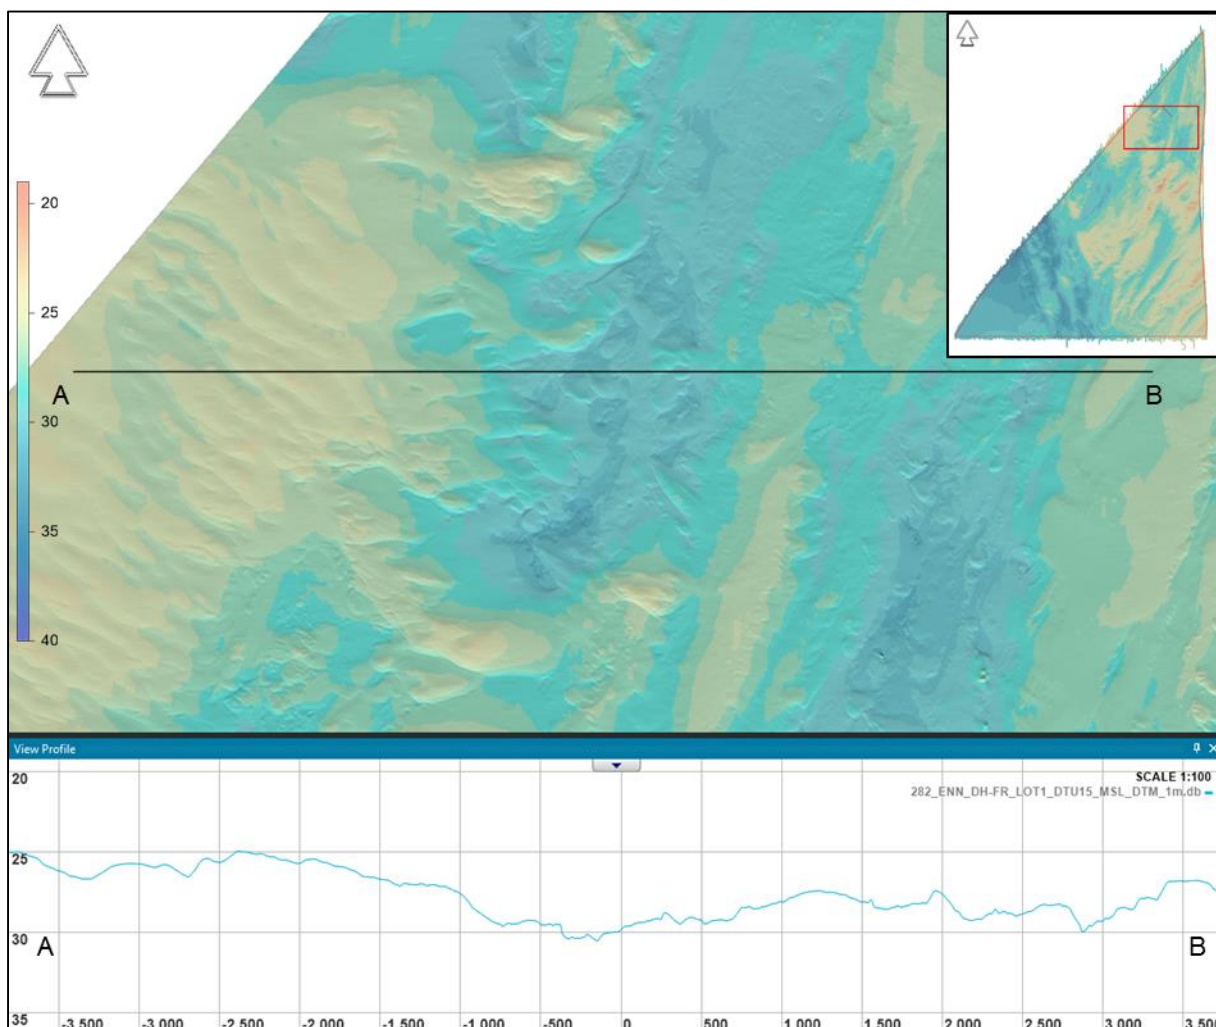 20
25
30
35
40
A
B
View Profile
SCALE 1:100
282_ENN_DH-FR_LOT1_DTU15_MSL_DTM_1m.db
20
25
30
35
A
B
-3 500 -3 000 -2 500 -2 000 -1 500 -1 000 -500 0 500 1 000 1 500 2 000 2 500 3 000 3 500